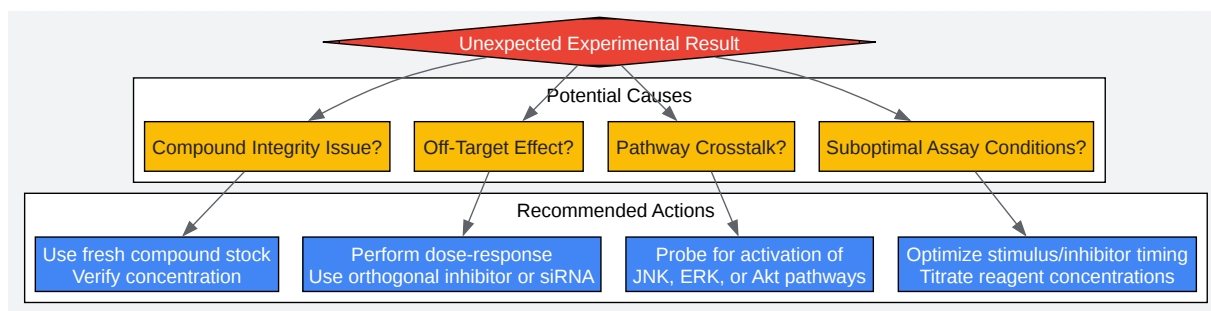 Unexpected Experimental Result
Potential Causes
Compound Integrity Issue?
Off-Target Effect?
Pathway Crosstalk?
Suboptimal Assay Conditions?
Recommended Actions
Use fresh compound stock
Verify concentration
Perform dose-response
Use orthogonal inhibitor or siRNA
Probe for activation of
JNK, ERK, or Akt pathways
Optimize stimulus/inhibitor timing
Titrate reagent concentrations